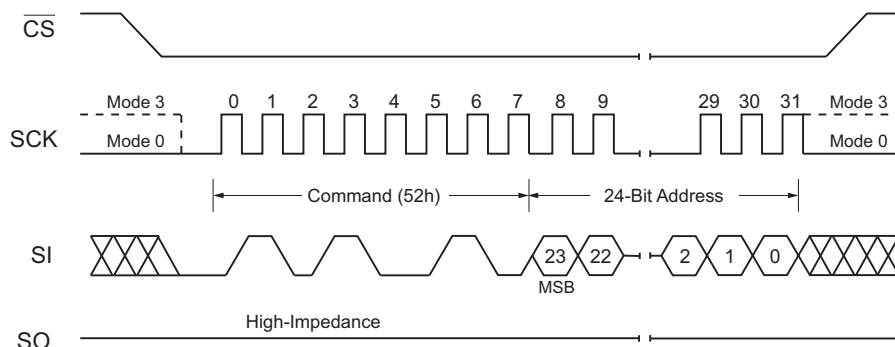 CS
Mode 3 0 1 2 3 4 5 6 7 8 9 29 30 31 Mode 3
SCK
Mode 0 Mode 0
Command (52h) 24-Bit Address
SI 23 22 2 1 0
MSB
High-Impedance
SO